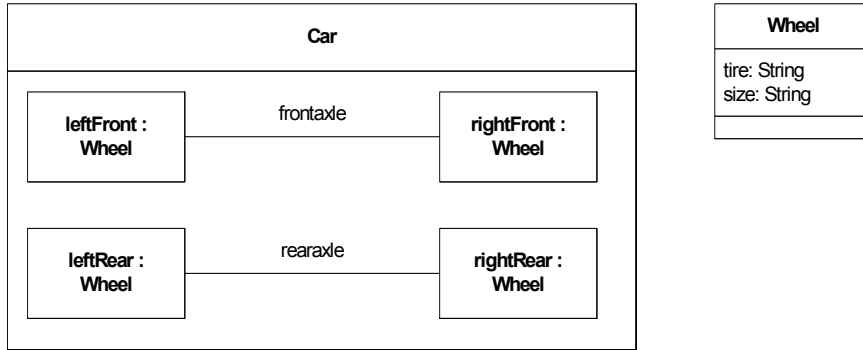 Car
leftFront :
Wheel
frontaxle
rightFront :
Wheel
leftRear :
Wheel
rearaxle
rightRear :
Wheel
Wheel
tire: String
size: String